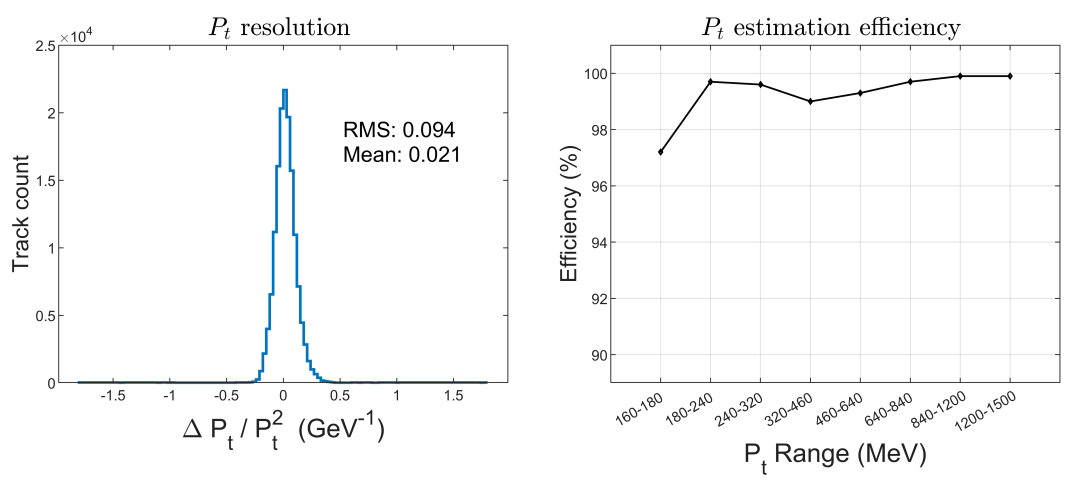 P_t resolution
×10^4
2.5
2
1.5
1
0.5
0
Track count
RMS: 0.094
Mean: 0.021
-1.5 -1 -0.5 0 0.5 1 1.5
Δ P_t / P_t^2 (GeV^-1)
P_t estimation efficiency
100
98
96
94
92
90
Efficiency (%)
160-180 180-240 240-320 320-460 460-640 640-840 840-1200 1200-1500
P_t Range (MeV)